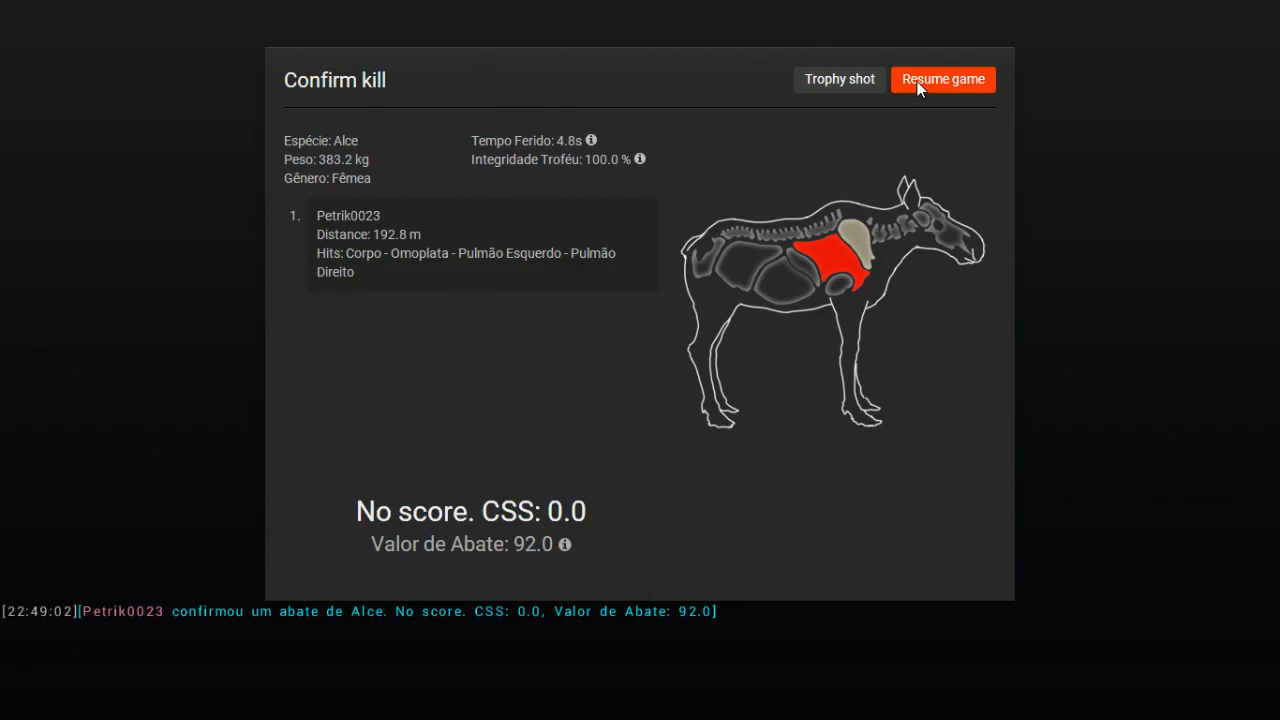 Confirm kill
Trophy shot
Resume game
Espécie: Alce
Peso: 383.2 kg
Gênero: Fêmea
Tempo Ferido: 4.8s
Integridade Troféu: 100.0 %
1.
Petrik0023
Distance: 192.8 m
Hits: Corpo - Omoplata - Pulmão Esquerdo - Pulmão
Direito
No score. CSS: 0.0
Valor de Abate: 92.0
[22:49:02][Petrik0023 confirmou um abate de Alce. No score. CSS: 0.0, Valor de Abate: 92.0]